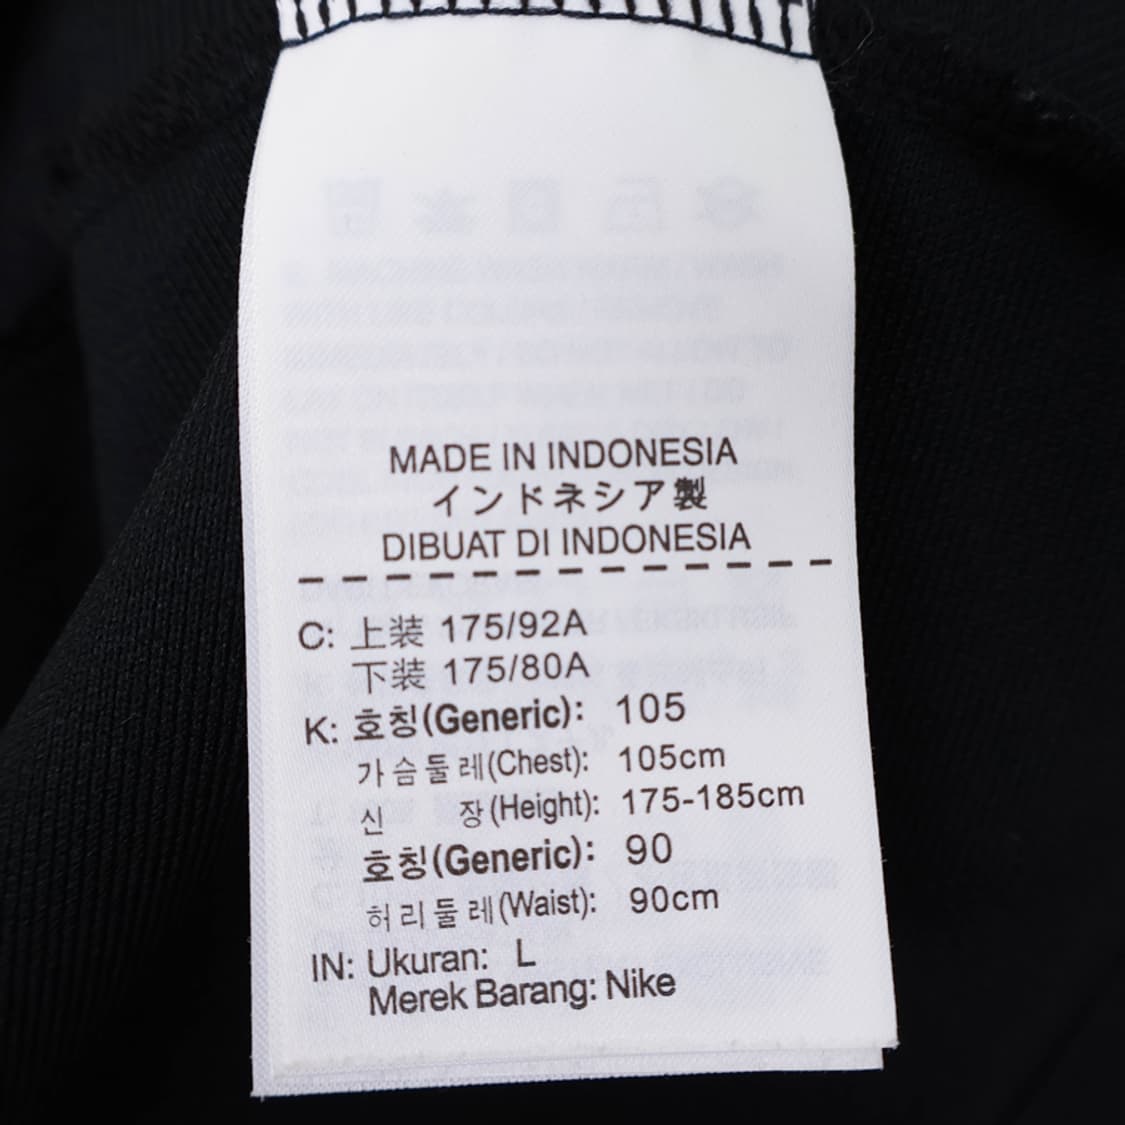 MADE IN INDONESIA
インドネシア製
DIBUAT DI INDONESIA
C: 上装 175/92A
下装 175/80A
K: 호칭(Generic): 105
가슴둘레(Chest): 105cm
신 장(Height): 175-185cm
호칭(Generic): 90
허리둘레(Waist): 90cm
IN: Ukuran: L
Merek Barang: Nike